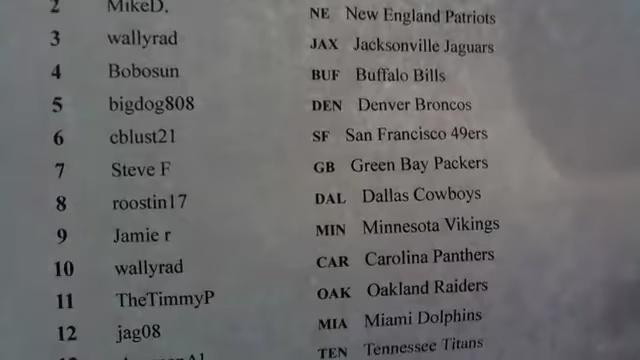 2 MikeD, NE New England Patriots
3 wallyrad JAX Jacksonville Jaguars
4 Bobosun BUF Buffalo Bills
5 bigdog808 DEN Denver Broncos
6 cblust21 SF San Francisco 49ers
7 Steve F GB Green Bay Packers
8 roostin17 DAL Dallas Cowboys
9 Jamie r MIN Minnesota Vikings
10 wallyrad CAR Carolina Panthers
11 TheTimmyP OAK Oakland Raiders
12 jag08 MIA Miami Dolphins
TEN Tennessee Titans